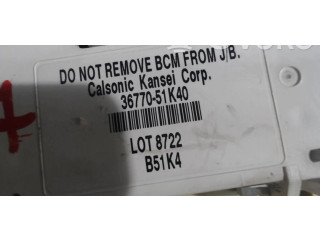 DO NOT REMOVE BCM FROM J/B.
Calsonic Kansei Corp.
36770-51K40
LOT 8722
B51K4